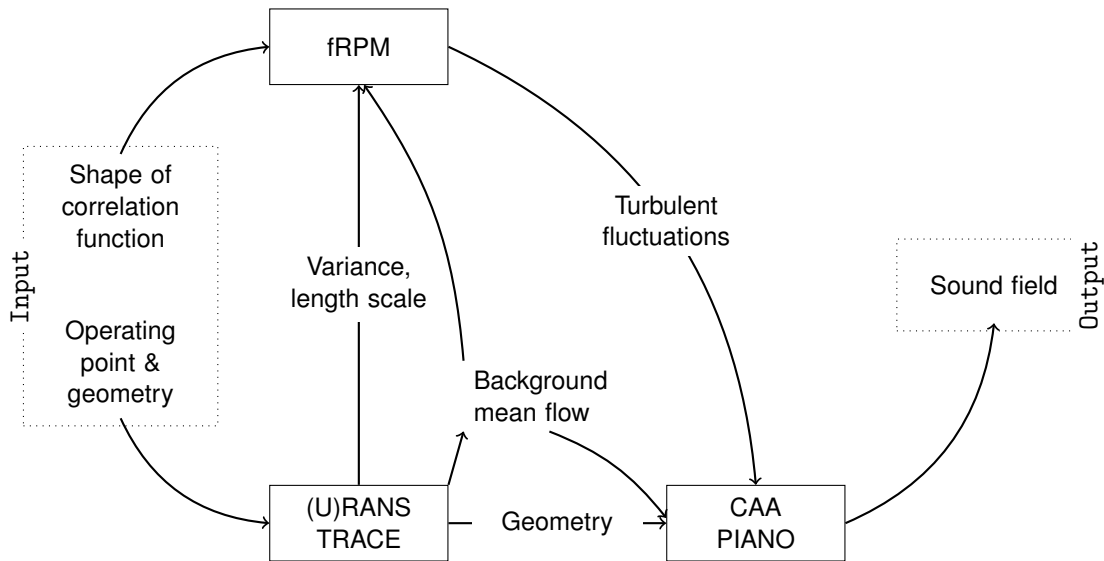 fRPM
Shape of
correlation
function
Input
Operating
point &
geometry
Variance,
length scale
Turbulent
fluctuations
Background
mean flow
Sound field
Output
(U)RANS
TRACE
Geometry
CAA
PIANO